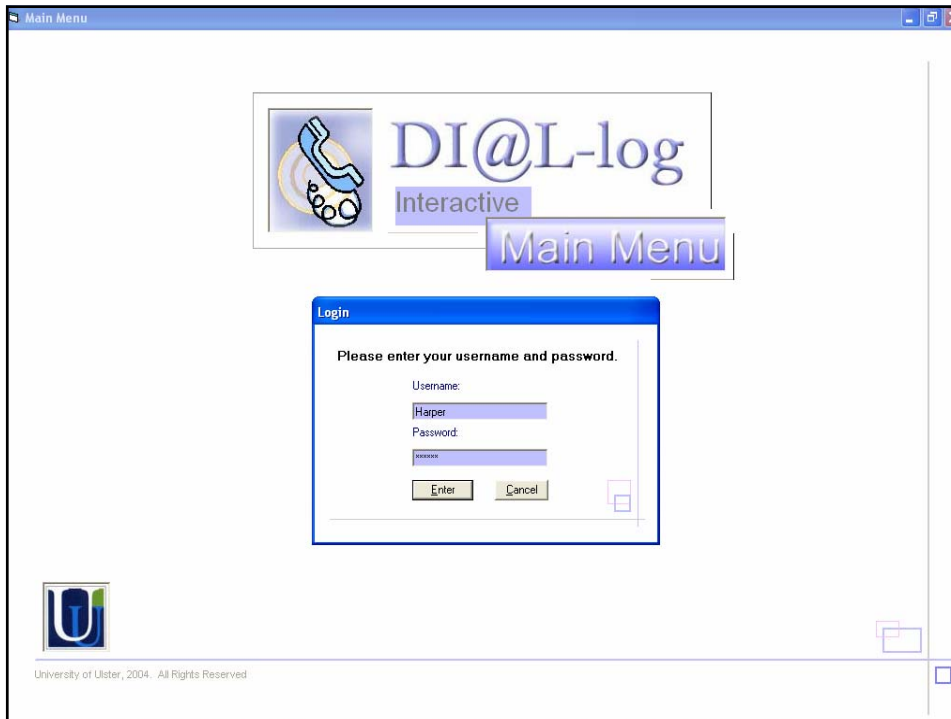 Main Menu
DI@L-log
Interactive
Main Menu
Login
Please enter your username and password.
Username:
Harper
Password:
******
Enter
Cancel
UU
University of Ulster, 2004. All Rights Reserved